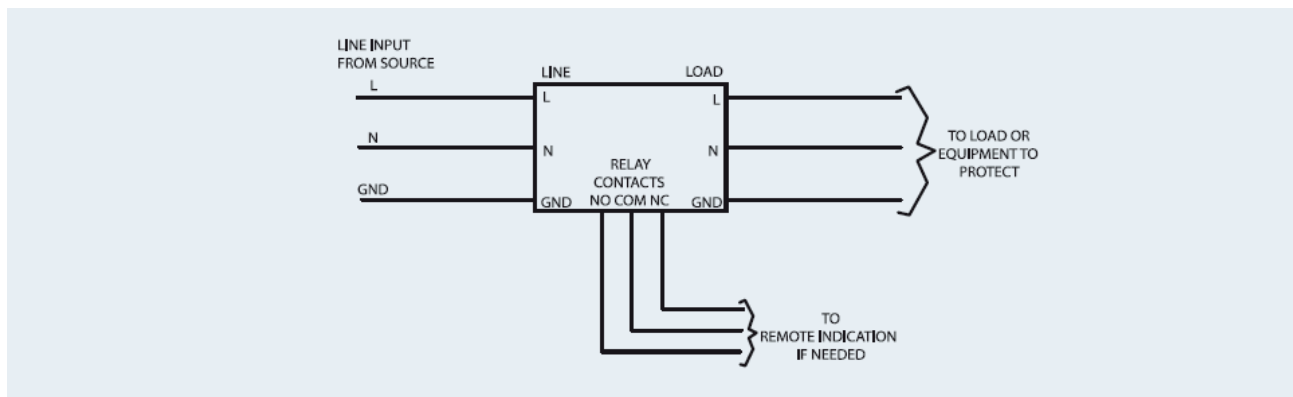 LINE INPUT
FROM SOURCE
LINE
LOAD
L
L
L
N
N
N
TO LOAD OR
EQUIPMENT TO
PROTECT
RELAY
CONTACTS
NO COM NC
GND
GND
GND
TO
REMOTE INDICATION
IF NEEDED